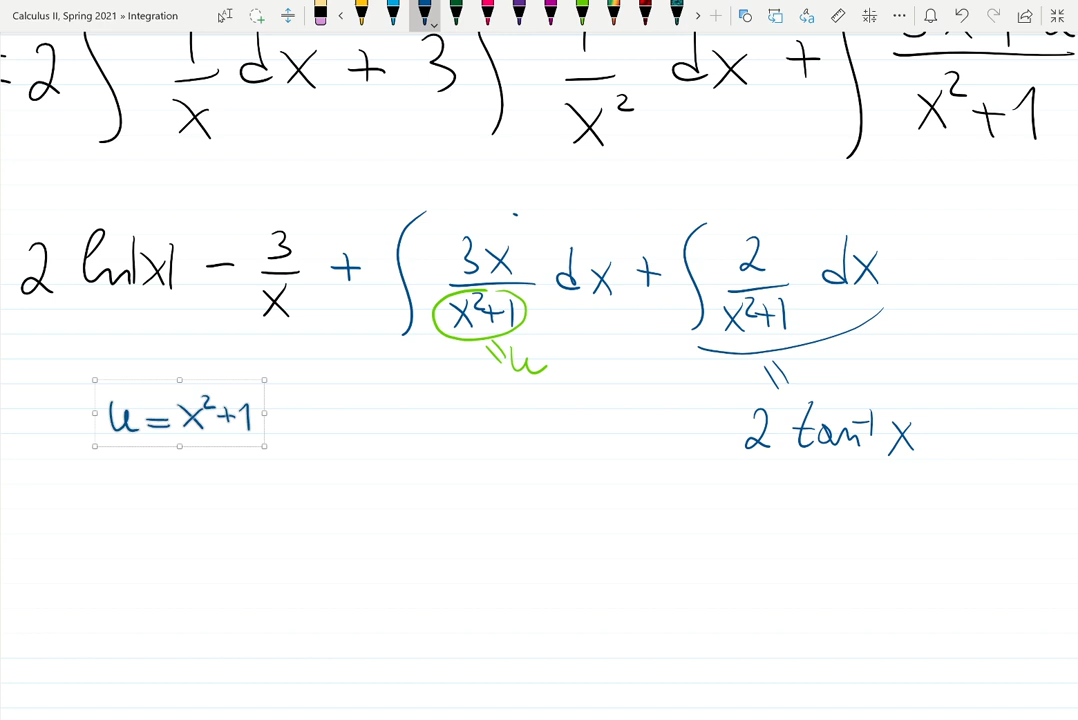 Calculus II, Spring 2021 » Integration
= 2 ∫ 1/x dx + 3 ∫ 1/x² dx + ∫ /x²+1
2 ln|x| − 3/x + ∫ 3x/x²+1 dx + ∫ 2/x²+1 dx
= u
=
u = x²+1
2 tan⁻¹ x